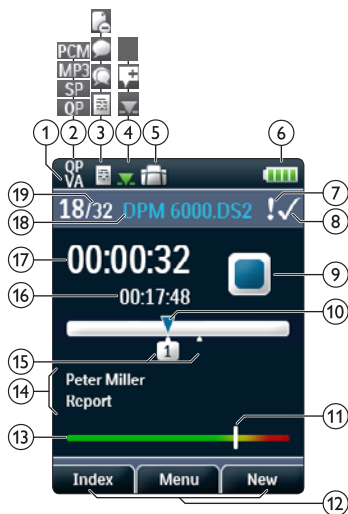 PCM
MP3
SP
QP
1 2 3 4 5 6
QP
VA
19 7
18/32 DPM 6000.DS2 !
18 8
17 00:00:32 9
16 00:17:48
10
15 1
14 Peter Miller
Report
11
13
Index Menu New
12